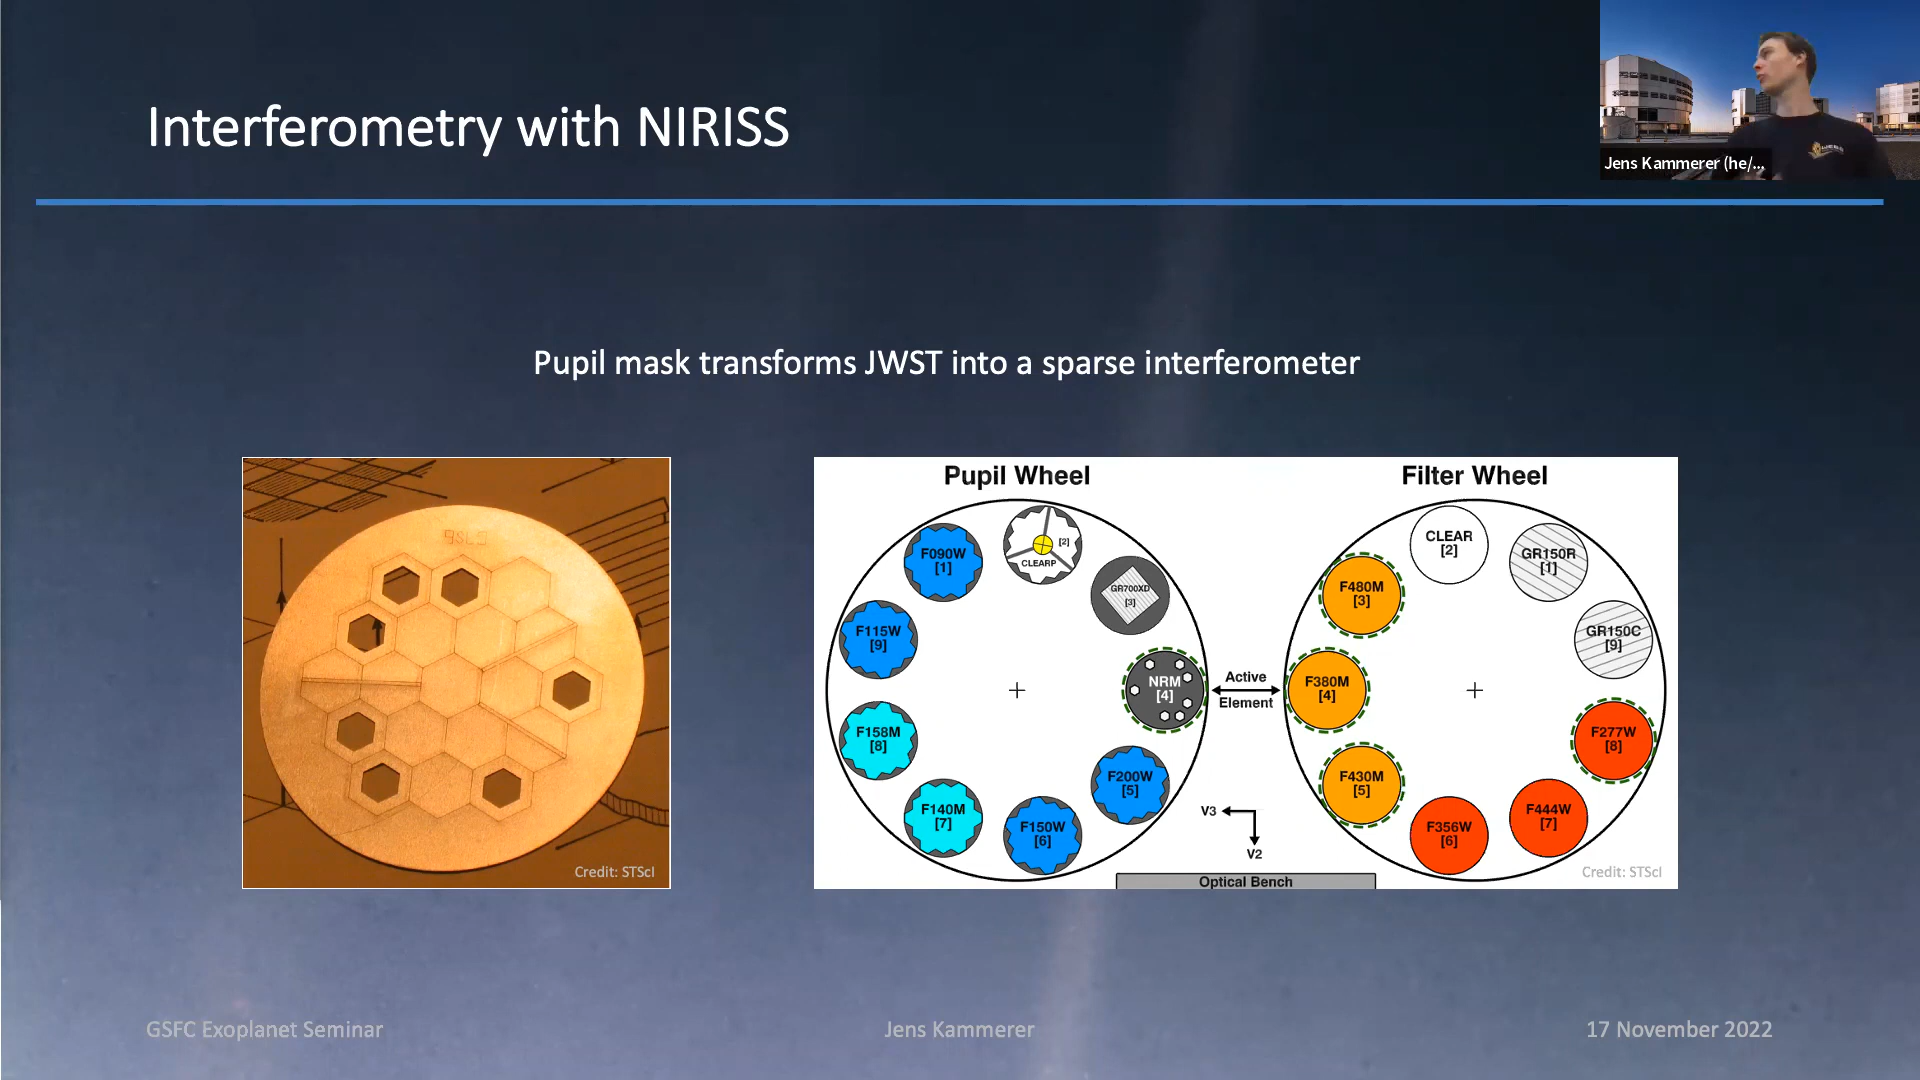 Interferometry with NIRISS
Jens Kammerer (he/...
Pupil mask transforms JWST into a sparse interferometer
Credit: STScI
Pupil Wheel
F090W
[1]
[2]
CLEARP
GR700XD
[3]
F115W
[9]
NRM
[4]
F158M
[8]
F200W
[5]
F140M
[7]
F150W
[6]
Active
Element
V3
V2
Optical Bench
Filter Wheel
CLEAR
[2]
GR150R
[1]
F480M
[3]
GR150C
[9]
F380M
[4]
F277W
[8]
F430M
[5]
F356W
[6]
F444W
[7]
Credit: STScI
GSFC Exoplanet Seminar
Jens Kammerer
17 November 2022